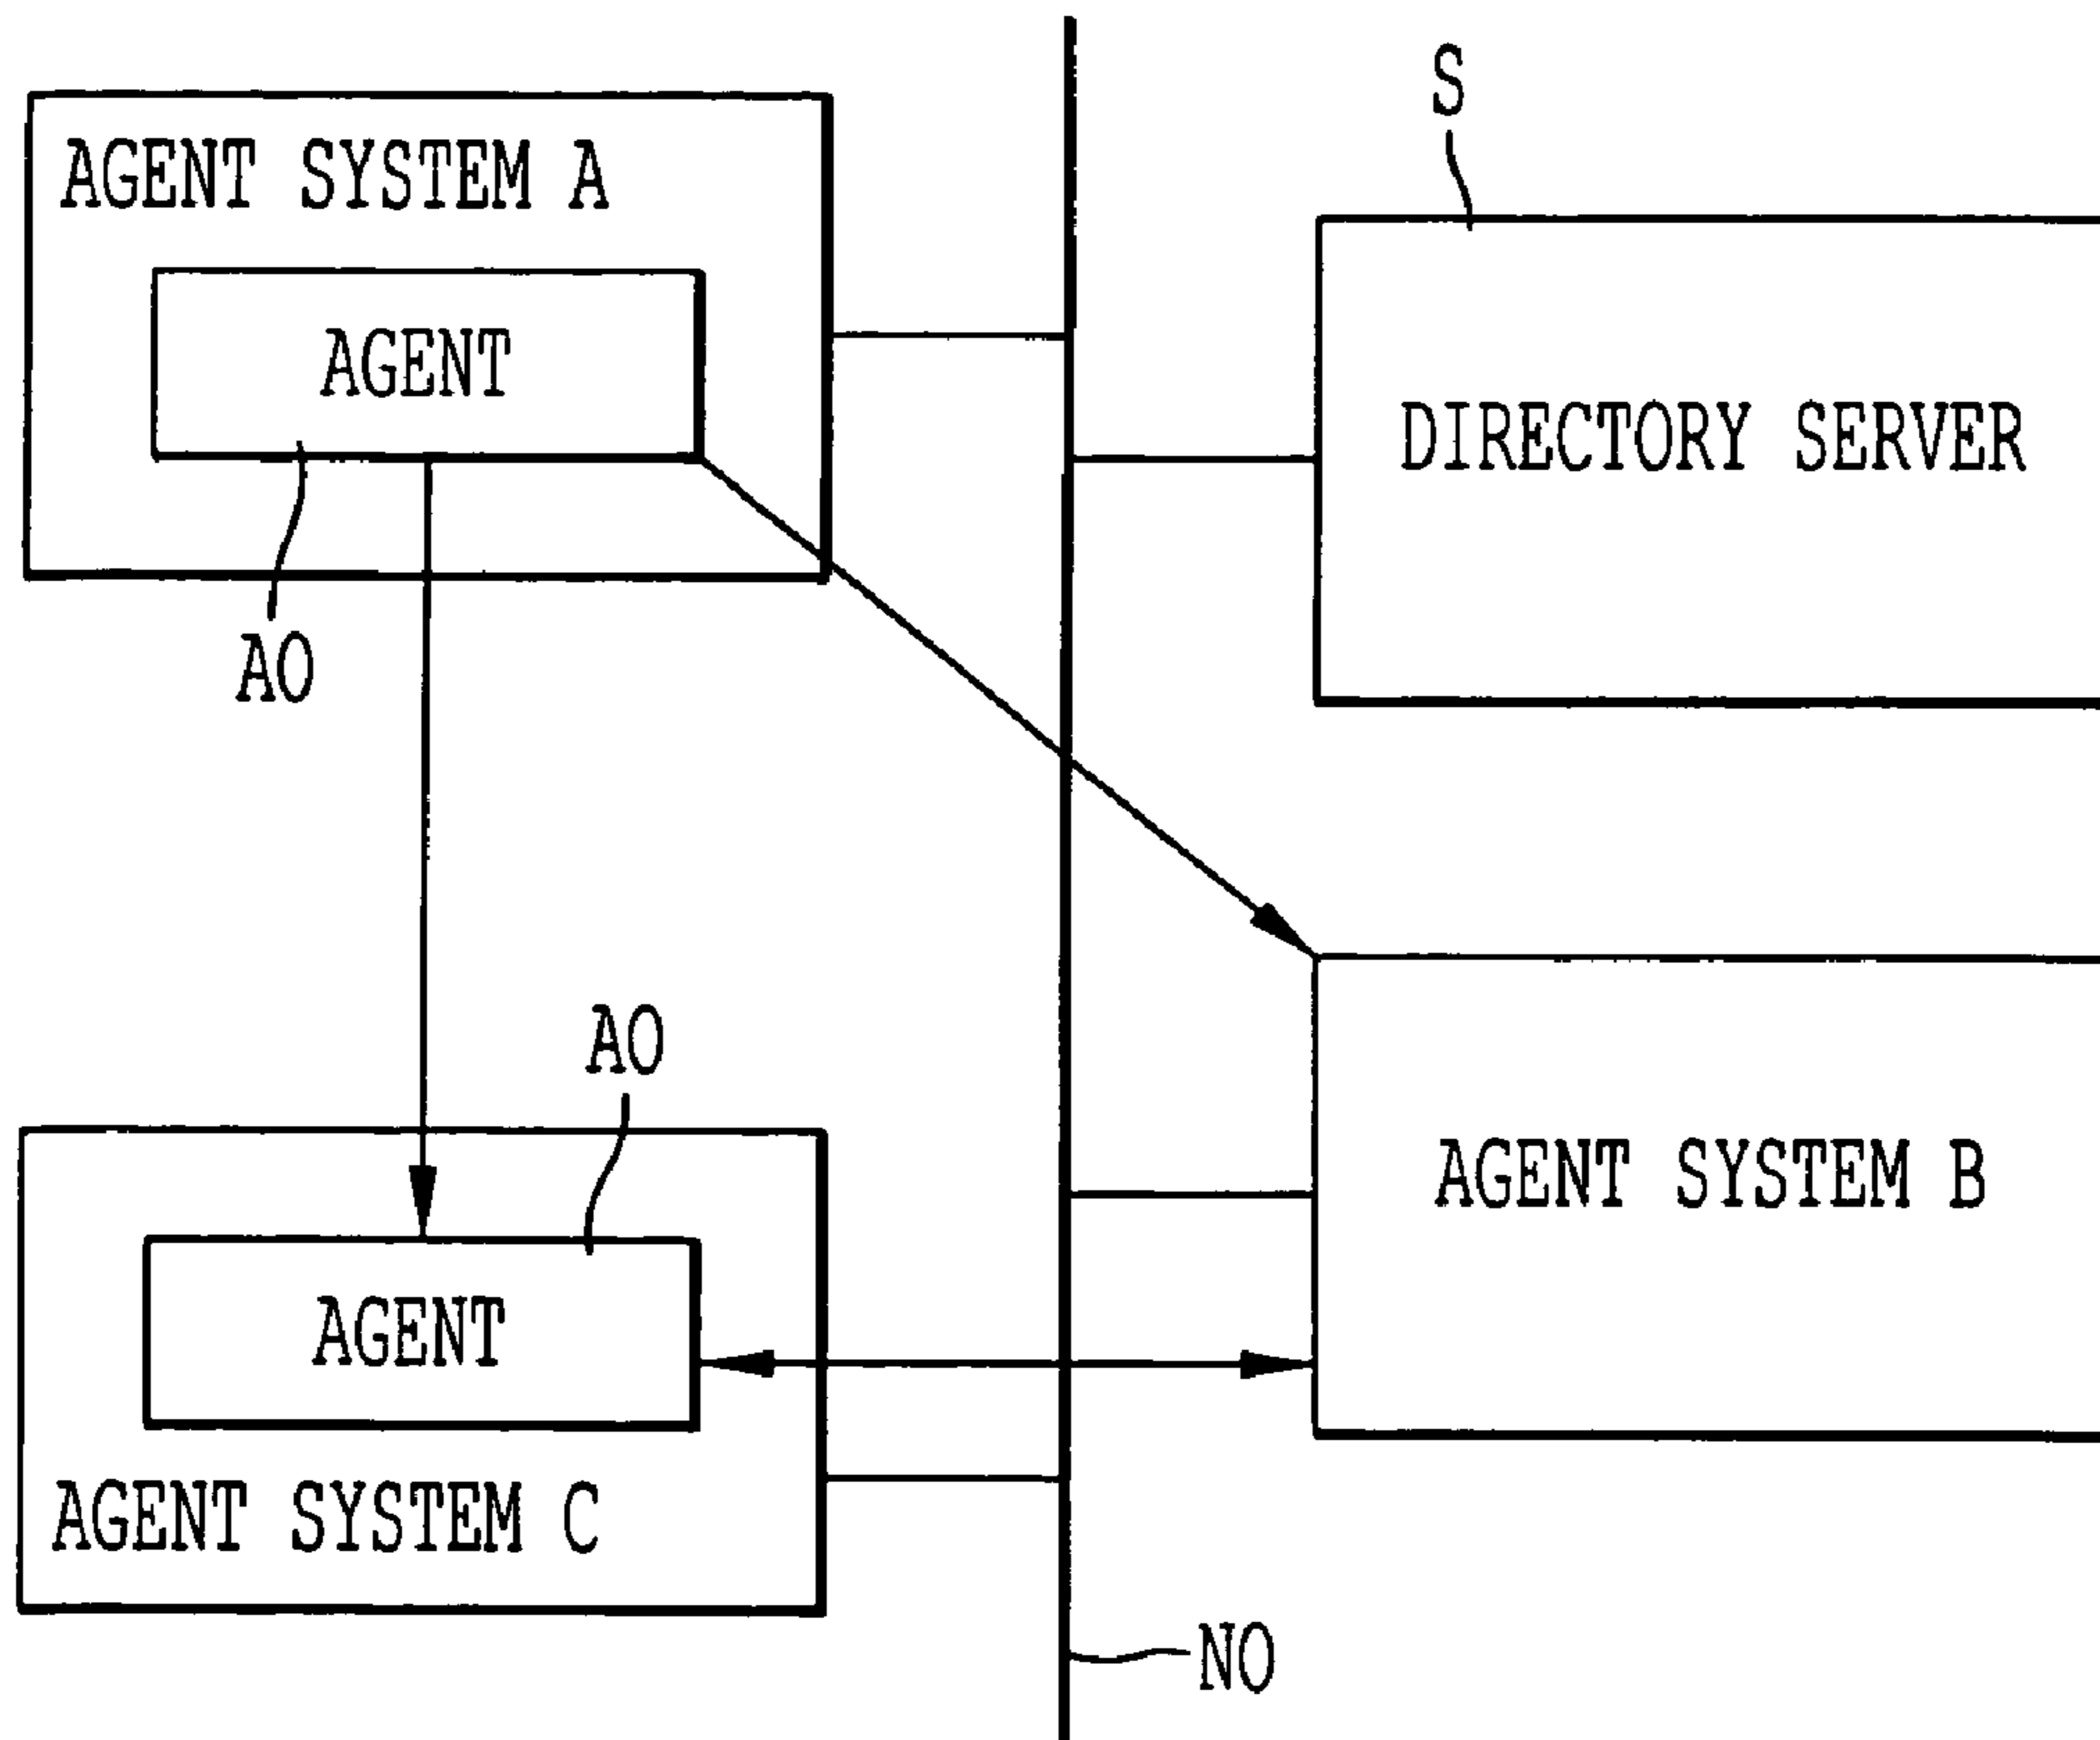 S
AGENT SYSTEM A
AGENT
DIRECTORY SERVER
AO
AO
AGENT SYSTEM B
AGENT
AGENT SYSTEM C
NO